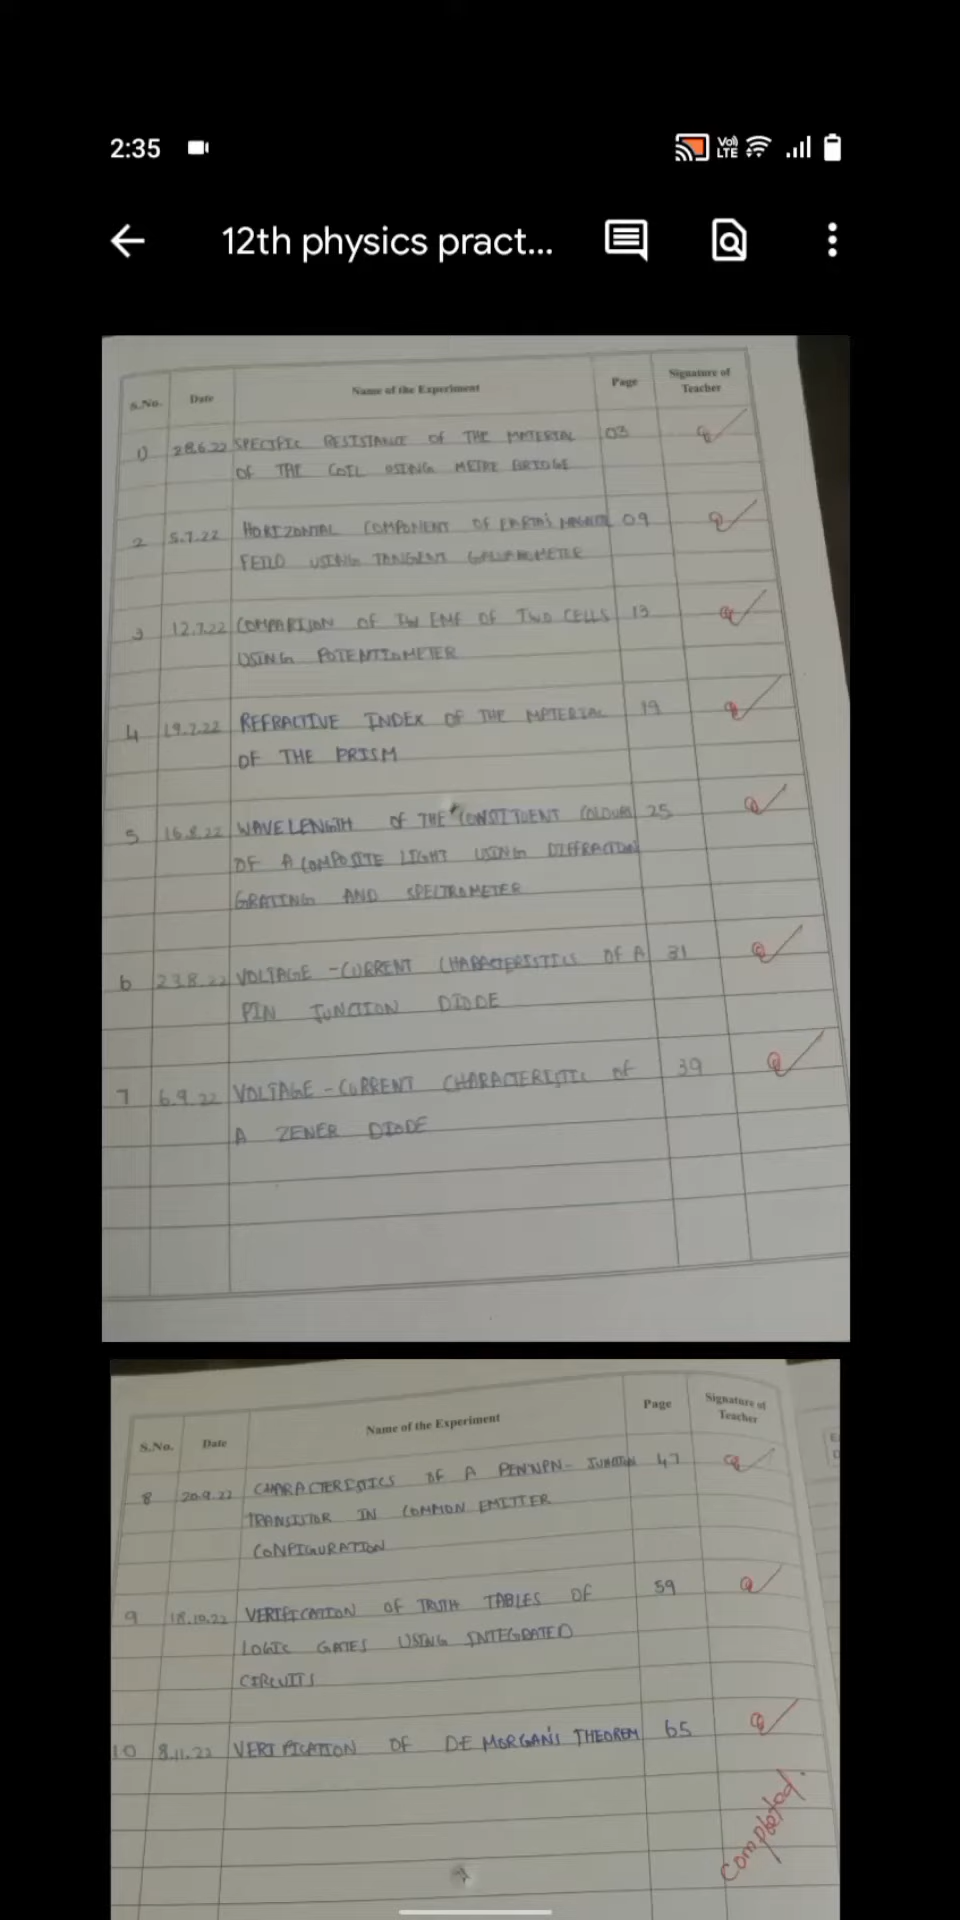 2:35
Vo)) LTE
12th physics pract...
S.No. Date Name of the Experiment Page Signature of Teacher
1) 28.6.22 SPECIFIC RESISTANCE OF THE MATERIAL 03
OF THE COIL USING METRE BRIDGE
2 5.7.22 HORIZONTAL COMPONENT OF EARTH'S MAGNETIC 09
FEILD USING TANGENT GALVANOMETER
3 12.7.22 COMPARISON OF THE EMF OF TWO CELLS 13
USING POTENTIOMETER
4 19.7.22 REFRACTIVE INDEX OF THE MATERIAL 19
OF THE PRISM
5 16.8.22 WAVELENGTH OF THE CONSTITUENT COLOURS 25
OF A COMPOSITE LIGHT USING DIFFRACTION
GRATING AND SPECTROMETER
6 23.8.22 VOLTAGE - CURRENT CHARACTERISTICS OF A 31
PIN JUNCTION DIODE
7 6.9.22 VOLTAGE - CURRENT CHARACTERISTIC OF 39
A ZENER DIODE
S.No. Date Name of the Experiment Page Signature of Teacher
8 20.9.22 CHARACTERISTICS OF A JUNCTION 47
TRANSISTOR IN COMMON EMITTER
CONFIGURATION
9 18.10.22 VERIFICATION OF TRUTH TABLES OF 59
LOGIC GATES USING INTEGRATED
CIRCUITS
10 8.11.22 VERIFICATION OF DE MORGAN'S THEOREM 65
Completed.